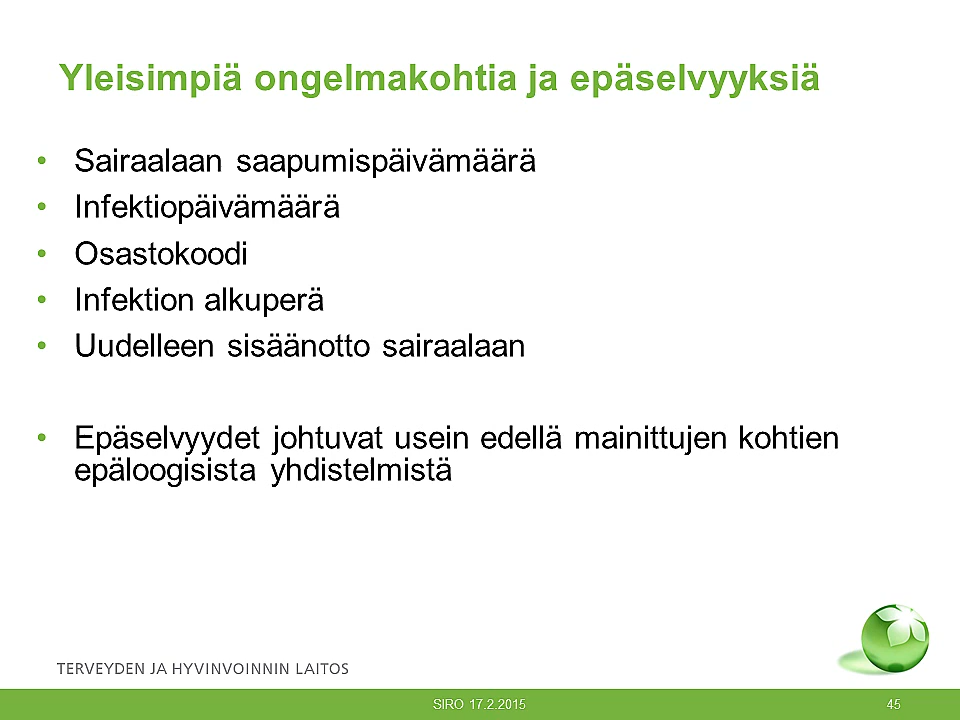 Yleisimpiä ongelmakohtia ja epäselvyyksiä
• Sairaalaan saapumispäivämäärä
• Infektiopäivämäärä
• Osastokoodi
• Infektion alkuperä
• Uudelleen sisäänotto sairaalaan
• Epäselvyydet johtuvat usein edellä mainittujen kohtien
epäloogisista yhdistelmistä
TERVEYDEN JA HYVINVOINNIN LAITOS
SIRO 17.2.2015 45